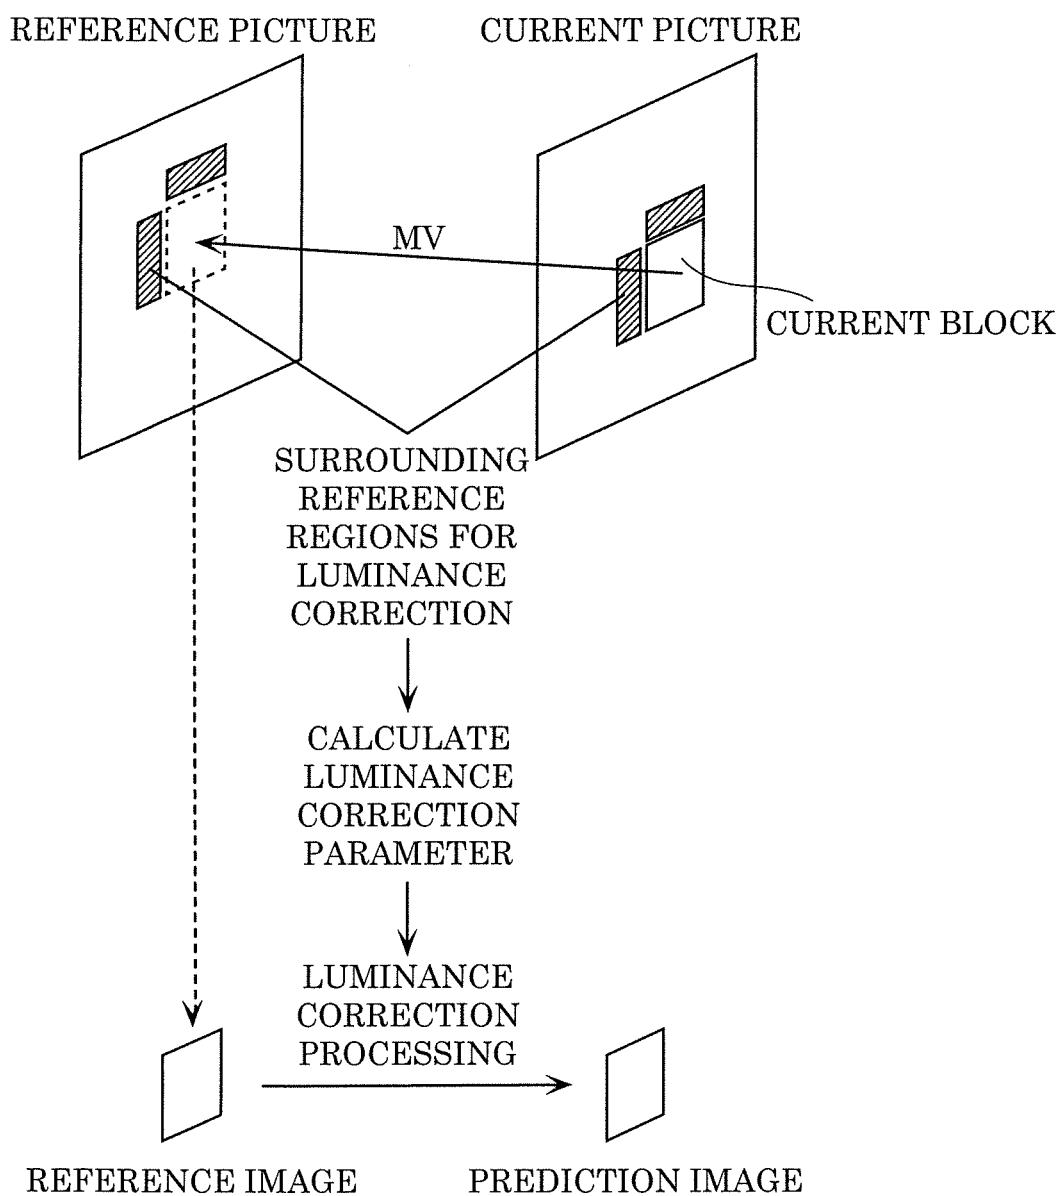 REFERENCE PICTURE
CURRENT PICTURE
MV
CURRENT BLOCK
SURROUNDING
REFERENCE
REGIONS FOR
LUMINANCE
CORRECTION
CALCULATE
LUMINANCE
CORRECTION
PARAMETER
LUMINANCE
CORRECTION
PROCESSING
REFERENCE IMAGE
PREDICTION IMAGE